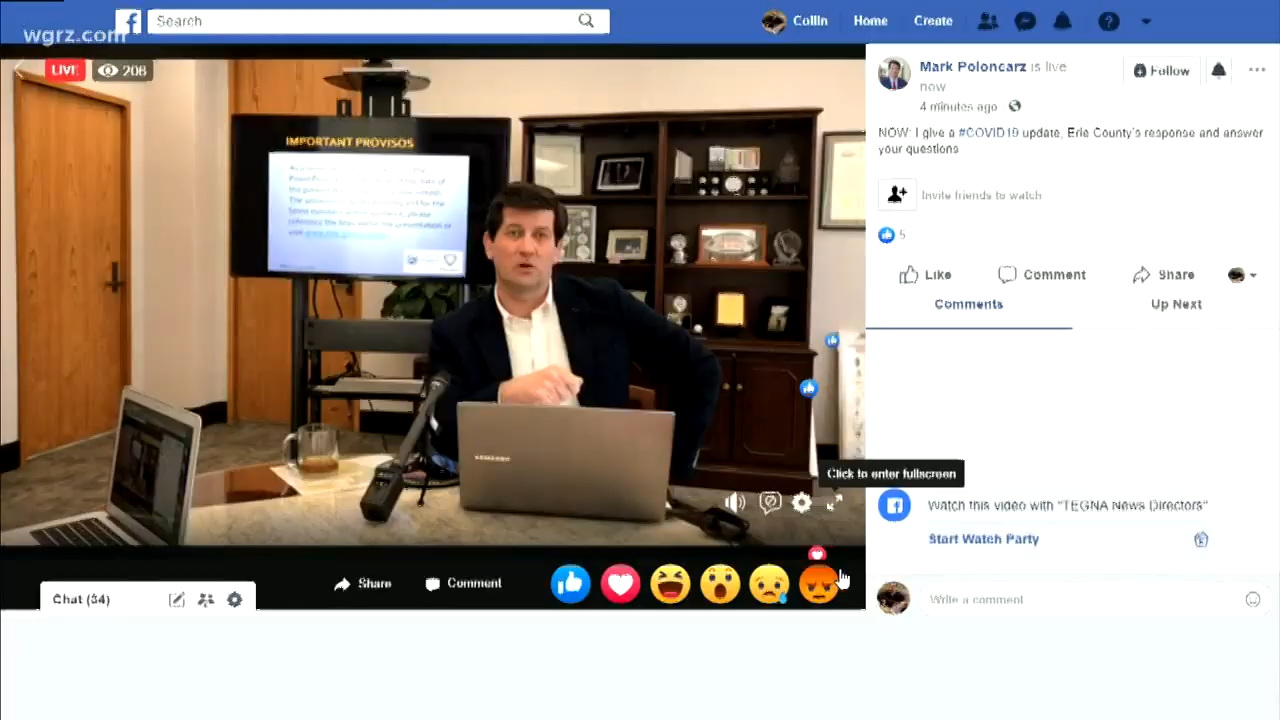 wgrz.com
Search
Collin
Home
Create
LIVE
206
IMPORTANT PROVISOS
SAMSUNG
Click to enter fullscreen
Share
Comment
Chat (34)
Mark Poloncarz is live
now
4 minutes ago
Follow
NOW: I give a #COVID19 update, Erie County's response and answer
your questions
Invite friends to watch
5
Like
Comment
Share
Comments
Up Next
Watch this video with "TEGNA News Directors"
Start Watch Party
Write a comment